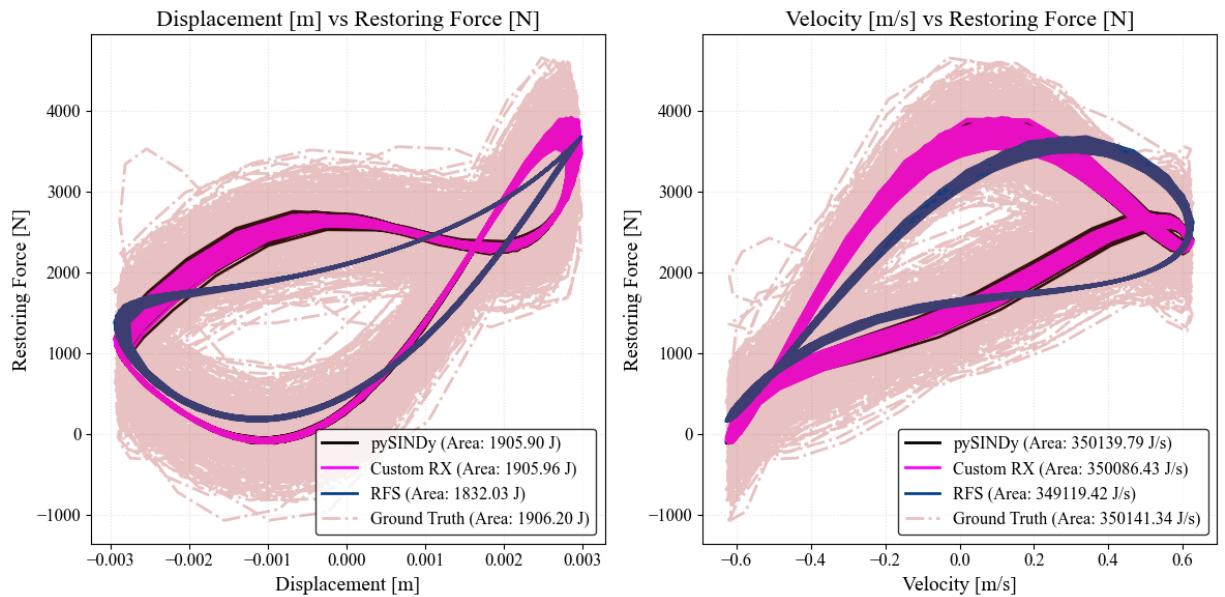 Displacement [m] vs Restoring Force [N]
Restoring Force [N]
4000
3000
2000
1000
0
−1000
−0.003
−0.002
−0.001
0.000
0.001
0.002
0.003
Displacement [m]
pySINDy (Area: 1905.90 J)
Custom RX (Area: 1905.96 J)
RFS (Area: 1832.03 J)
Ground Truth (Area: 1906.20 J)
Velocity [m/s] vs Restoring Force [N]
Restoring Force [N]
4000
3000
2000
1000
0
−1000
−0.6
−0.4
−0.2
0.0
0.2
0.4
0.6
Velocity [m/s]
pySINDy (Area: 350139.79 J/s)
Custom RX (Area: 350086.43 J/s)
RFS (Area: 349119.42 J/s)
Ground Truth (Area: 350141.34 J/s)